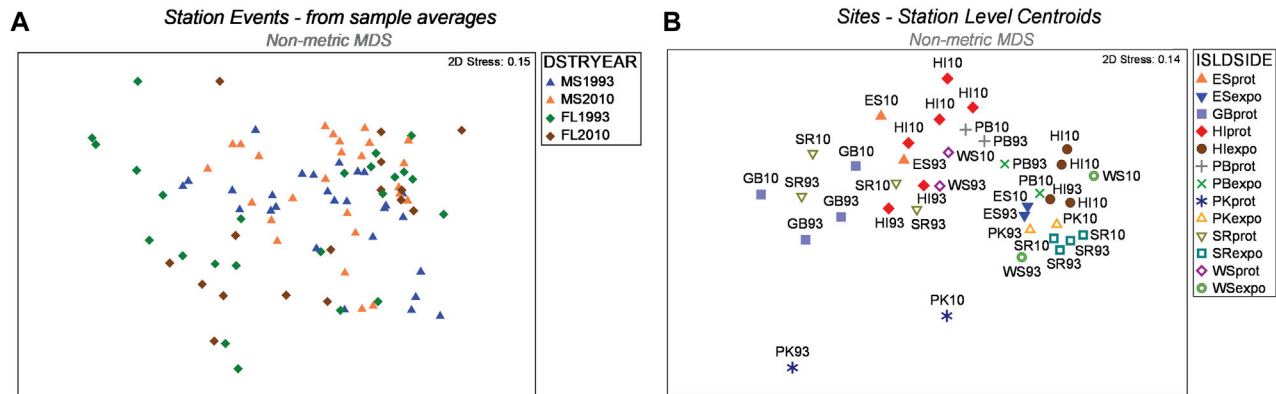 A
Station Events - from sample averages
Non-metric MDS
2D Stress: 0.15
DSTRYEAR
MS1993
MS2010
FL1993
FL2010
B
Sites - Station Level Centroids
Non-metric MDS
2D Stress: 0.14
HI10
HI10
ES10
HI10
HI10
PB10
PB93
SR10
GB10
ES93
WS10
PB93
HI10
HI10
WS10
GB10
SR93
SR10
HI93
WS93
PB10
HI93
GB93
HI93
SR93
ES10
HI10
GB93
ES93
PK10
PK93
SR10
SR10
SR93
SR93
WS93
PK10
PK93
ISLDSIDE
ESprot
ESexpo
GBprot
HIprot
HIexpo
PBprot
PBexpo
PKprot
PKexpo
SRprot
SRexpo
WSprot
WSexpo